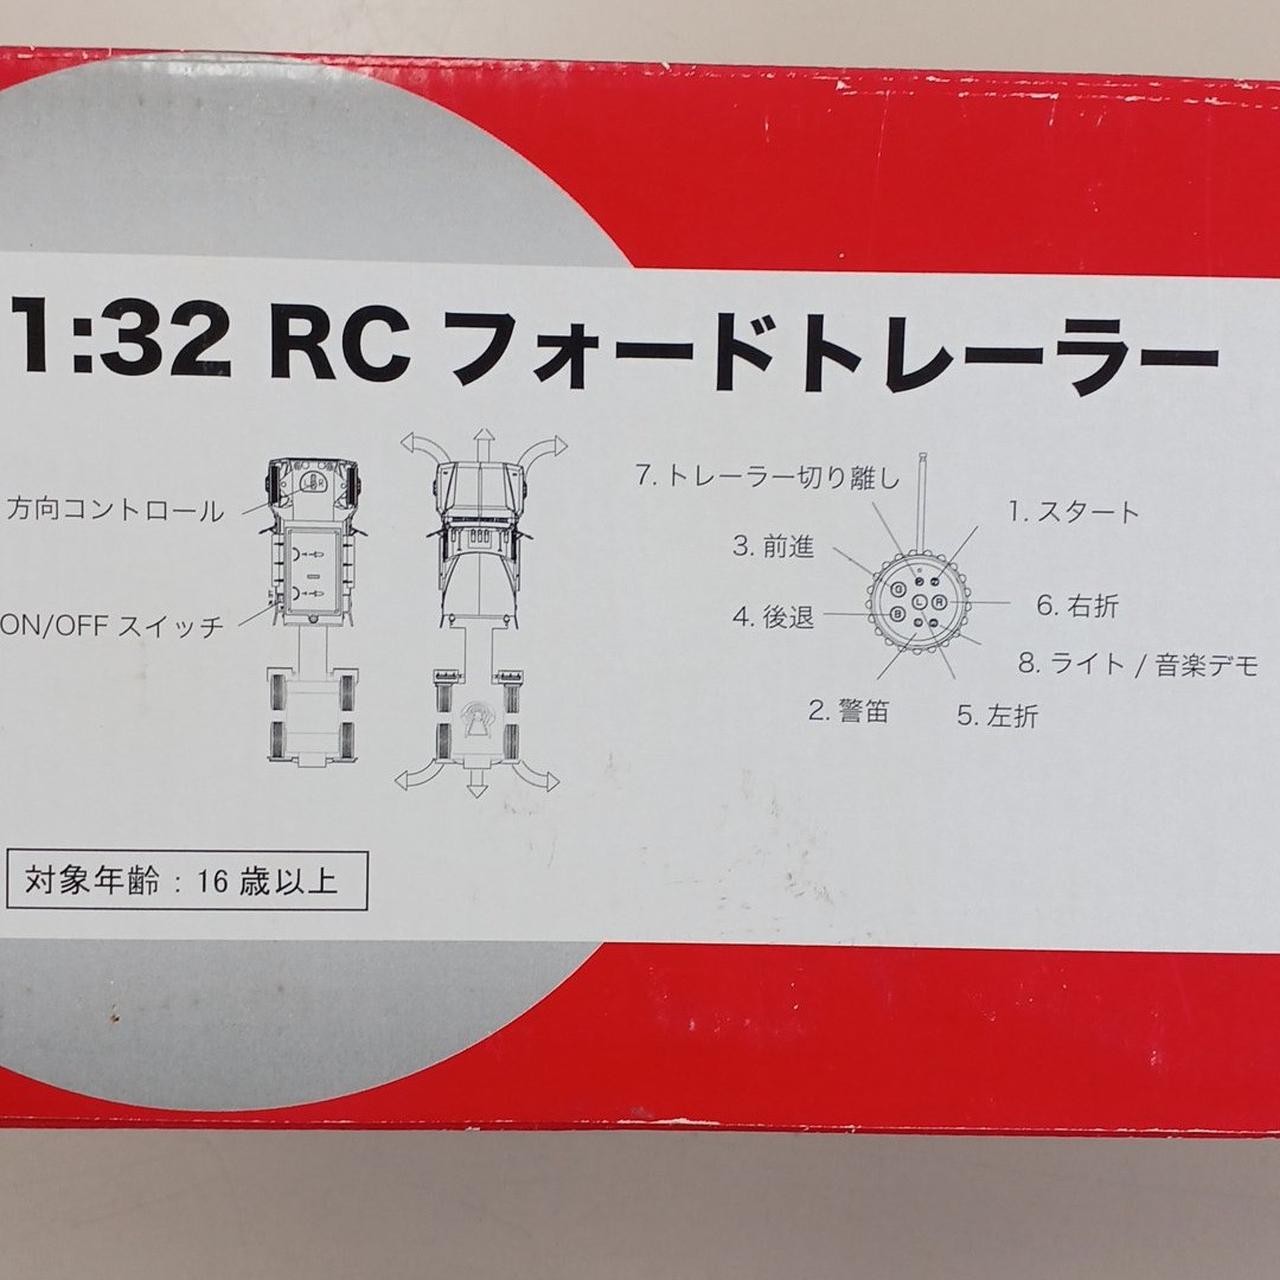 1:32 RC フォードトレーラー
方向コントロール
ON/OFF スイッチ
7. トレーラー切り離し
1. スタート
3. 前進
6. 右折
4. 後退
8. ライト / 音楽デモ
2. 警笛
5. 左折
L R
対象年齢 : 16 歳以上